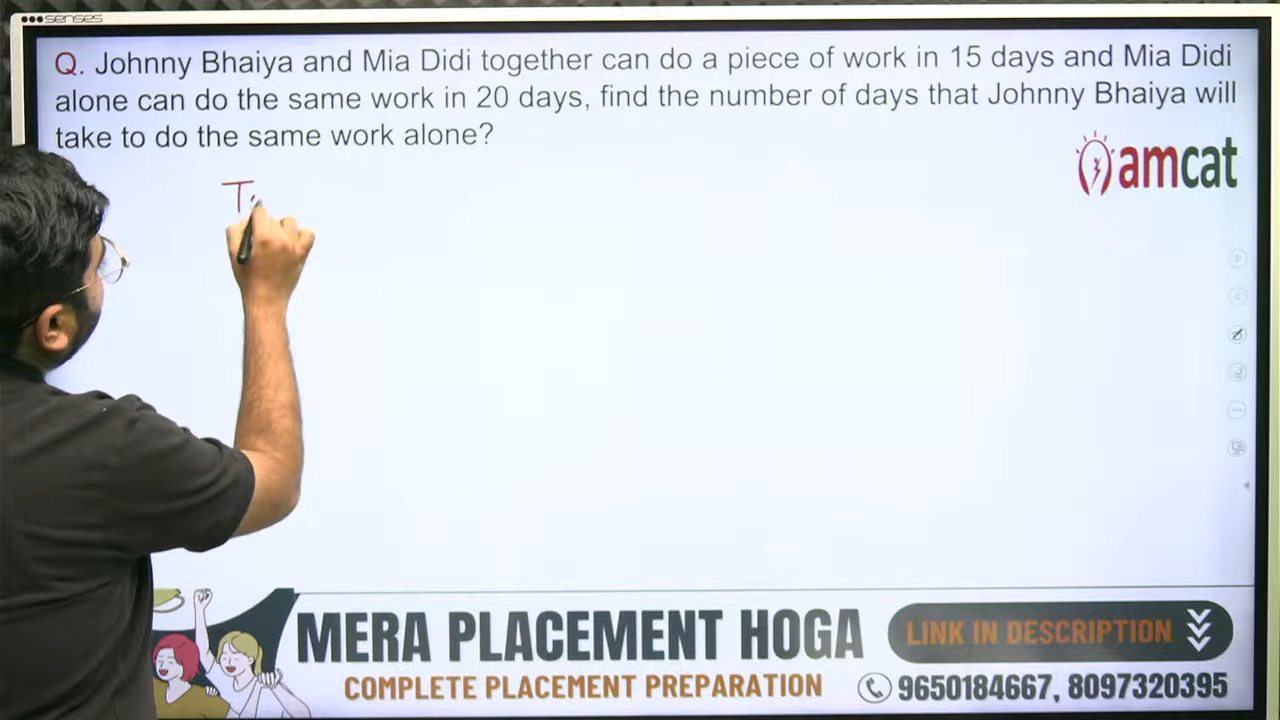 senses
Q. Johnny Bhaiya and Mia Didi together can do a piece of work in 15 days and Mia Didi
alone can do the same work in 20 days, find the number of days that Johnny Bhaiya will
take to do the same work alone?
amcat
Ti
MERA PLACEMENT HOGA
COMPLETE PLACEMENT PREPARATION
LINK IN DESCRIPTION
9650184667, 8097320395